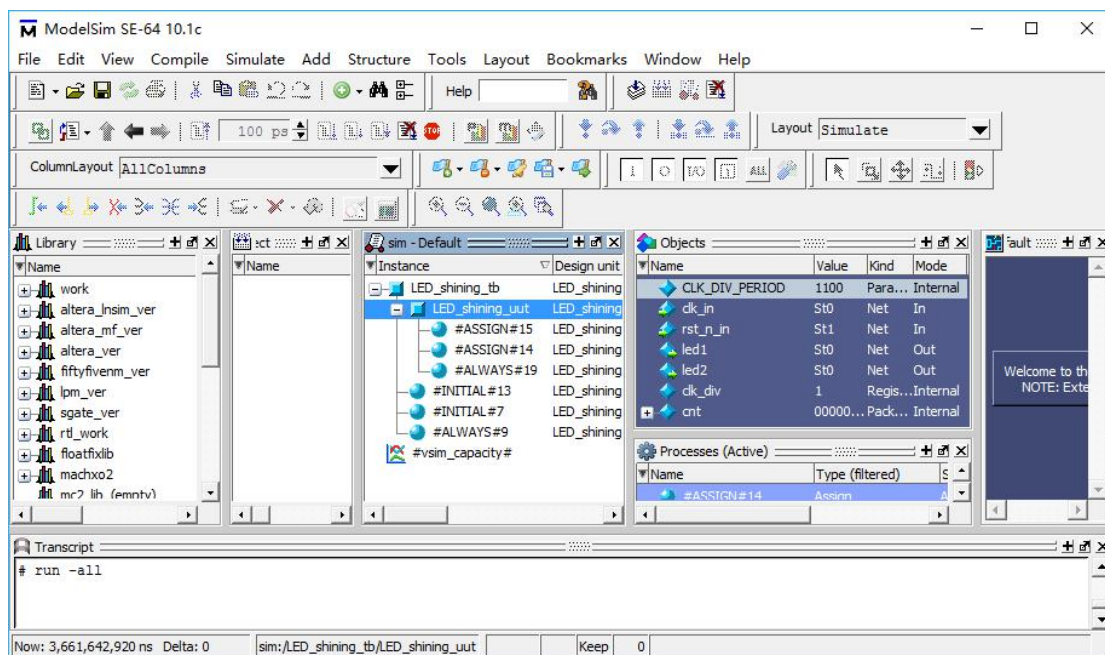 ModelSim SE-64 10.1c
File Edit View Compile Simulate Add Structure Tools Layout Bookmarks Window Help
Help
100 ps
Layout Simulate
ColumnLayout AllColumns
I O I/O ALL
Library
Name
work
altera_lnsim_ver
altera_mf_ver
altera_ver
fiftyfivenm_ver
lpm_ver
sgate_ver
rtl_work
floatfixlib
machxo2
mc2_lib (empty)
ect
Name
sim - Default
Instance Design unit
LED_shining_tb LED_shining
LED_shining_uut LED_shining
#ASSIGN#15 LED_shining
#ASSIGN#14 LED_shining
#ALWAYS#19 LED_shining
#INITIAL#13 LED_shining
#INITIAL#7 LED_shining
#ALWAYS#9 LED_shining
#vsim_capacity#
Objects
Name Value Kind Mode
CLK_DIV_PERIOD 1100 Para... Internal
clk_in St0 Net In
rst_n_in St1 Net In
led1 St0 Net Out
led2 St0 Net Out
clk_div 1 Regis... Internal
cnt 00000... Pack... Internal
Processes (Active)
Name Type (filtered) S
#ASSIGN#14 Assign A
fault
Welcome to th
NOTE: Exte
Transcript
# run -all
Now: 3,661,642,920 ns Delta: 0 sim:/LED_shining_tb/LED_shining_uut Keep 0